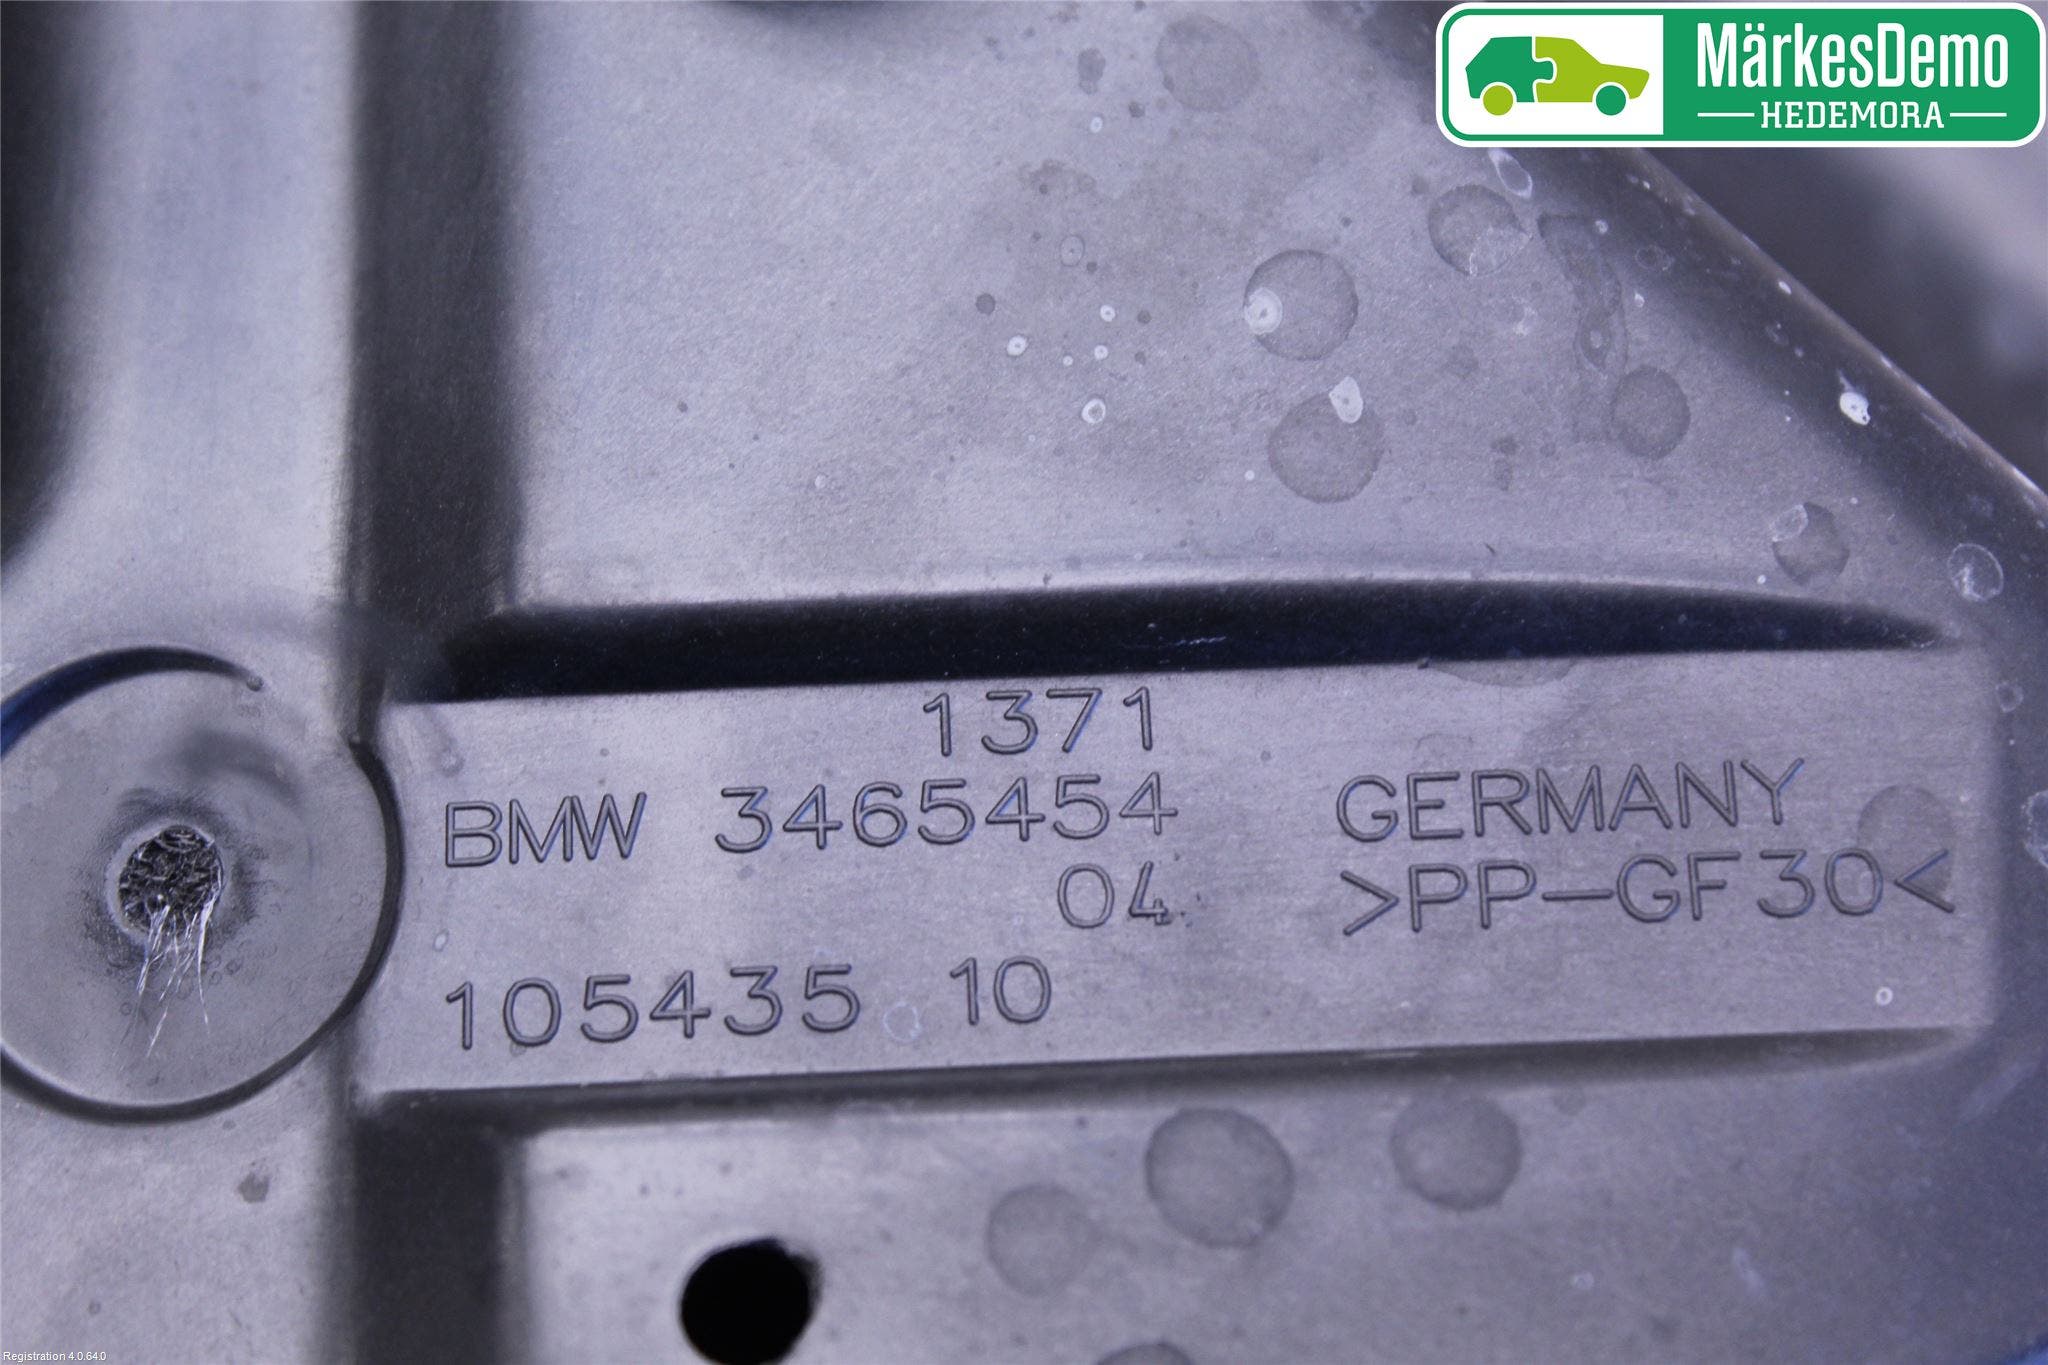 MärkesDemo
HEDEMORA
1371
BMW 3465454 GERMANY
04 >PP-GF30<
105435 10
Registration 4.0.64.0